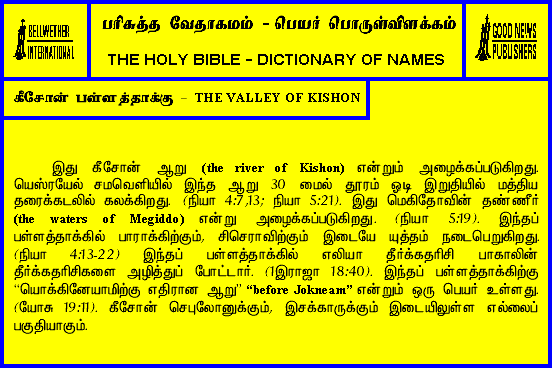 BELLWETHER
INTERNATIONAL
பரிசுத்த வேதாகமம் - பெயர் பொருள்விளக்கம்
THE HOLY BIBLE - DICTIONARY OF NAMES
GOOD NEWS
PUBLISHERS
கீசோன் பள்ளத்தாக்கு - THE VALLEY OF KISHON
இது கீசோன் ஆறு (the river of Kishon) என்றும் அழைக்கப்படுகிறது.
யெஸ்ரயேல் சமவெளியில் இந்த ஆறு 30 மைல் தூரம் ஓடி இறுதியில் மத்திய
தரைக்கடலில் கலக்கிறது. (நியா 4:7,13; நியா 5:21). இது மெகிதோவின் தண்ணீர்
(the waters of Megiddo) என்று அழைக்கப்படுகிறது. (நியா 5:19). இந்தப்
பள்ளத்தாக்கில் பாராக்கிற்கும், சிசெராவிற்கும் இடையே யுத்தம் நடைபெறுகிறது.
(நியா 4:13-22) இந்தப் பள்ளத்தாக்கில் எலியா தீர்க்கதரிசி பாகாலின்
தீர்க்கதரிசிகளை அழித்துப் போட்டார். (1இராஜா 18:40). இந்தப் பள்ளத்தாக்கிற்கு
“யொக்கினேயாமிற்கு எதிரான ஆறு” “before Jokneam” என்றும் ஒரு பெயர் உள்ளது.
(யோசு 19:11). கீசோன் செபுலோனுக்கும், இசக்காருக்கும் இடையிலுள்ள எல்லைப்
பகுதியாகும்.